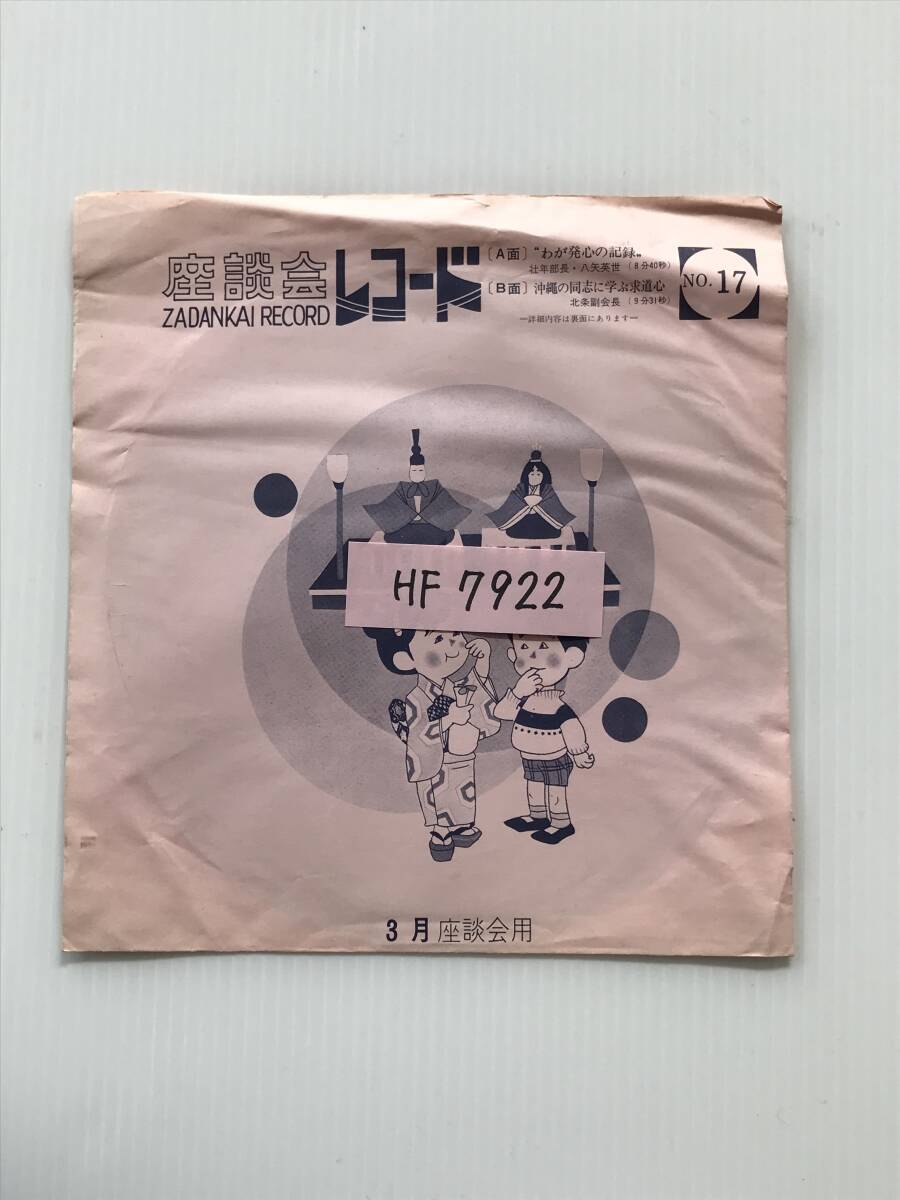 座談会レコード
ZADANKAI RECORD
〔A面〕“わが発心の記録„
壮年部長・八矢英世 (8分40秒)
〔B面〕沖縄の同志に学ぶ求道心
北条副会長 (9分31秒)
―詳細内容は裏面にあります―
NO. 17
HF 7922
3月座談会用